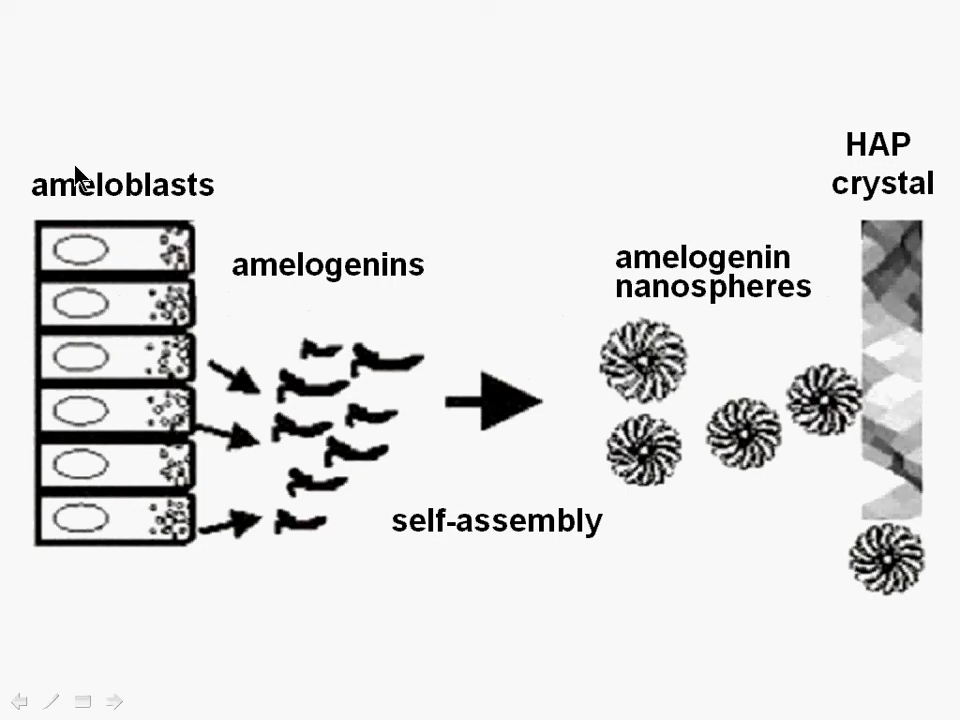 HAP
crystal
ameloblasts
amelogenins
amelogenin
nanospheres
self-assembly